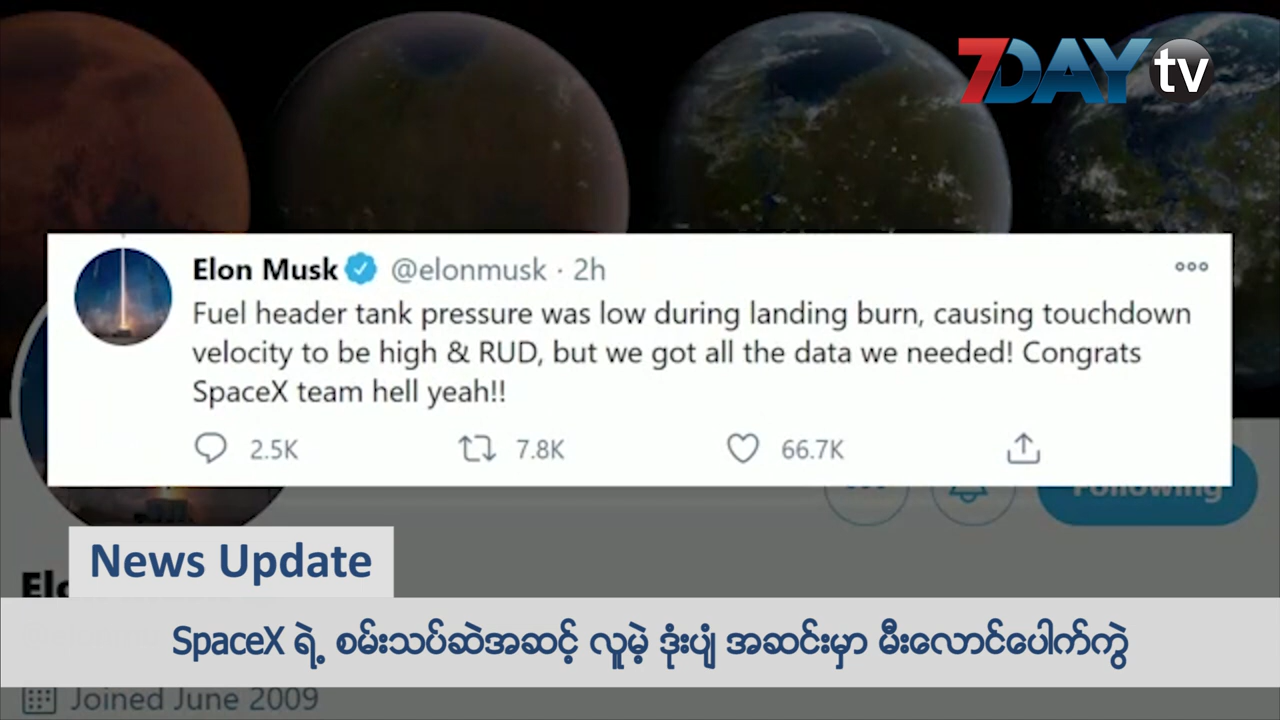 7DAY tv
Elon Musk @elonmusk · 2h
Fuel header tank pressure was low during landing burn, causing touchdown
velocity to be high & RUD, but we got all the data we needed! Congrats
SpaceX team hell yeah!!
2.5K 7.8K 66.7K
Following
News Update
SpaceX ရဲ့ စမ်းသပ်ဆဲအဆင့် လူမဲ့ ဒုံးပျံ အဆင်းမှာ မီးလောင်ပေါက်ကွဲ
Joined June 2009